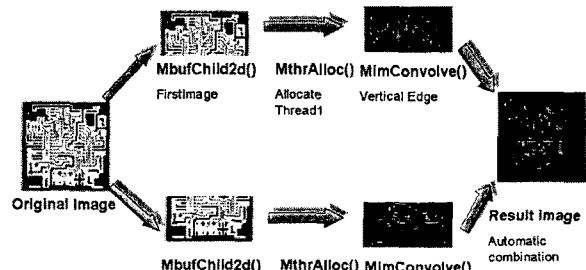 MbufChild2d()
MthrAlloc()
MimConvolve()
FirstImage
Allocate
Thread1
Vertical Edge
Original Image
Result Image
Automatic
combination
MbufChild2d()
MthrAlloc()
MimConvolve()